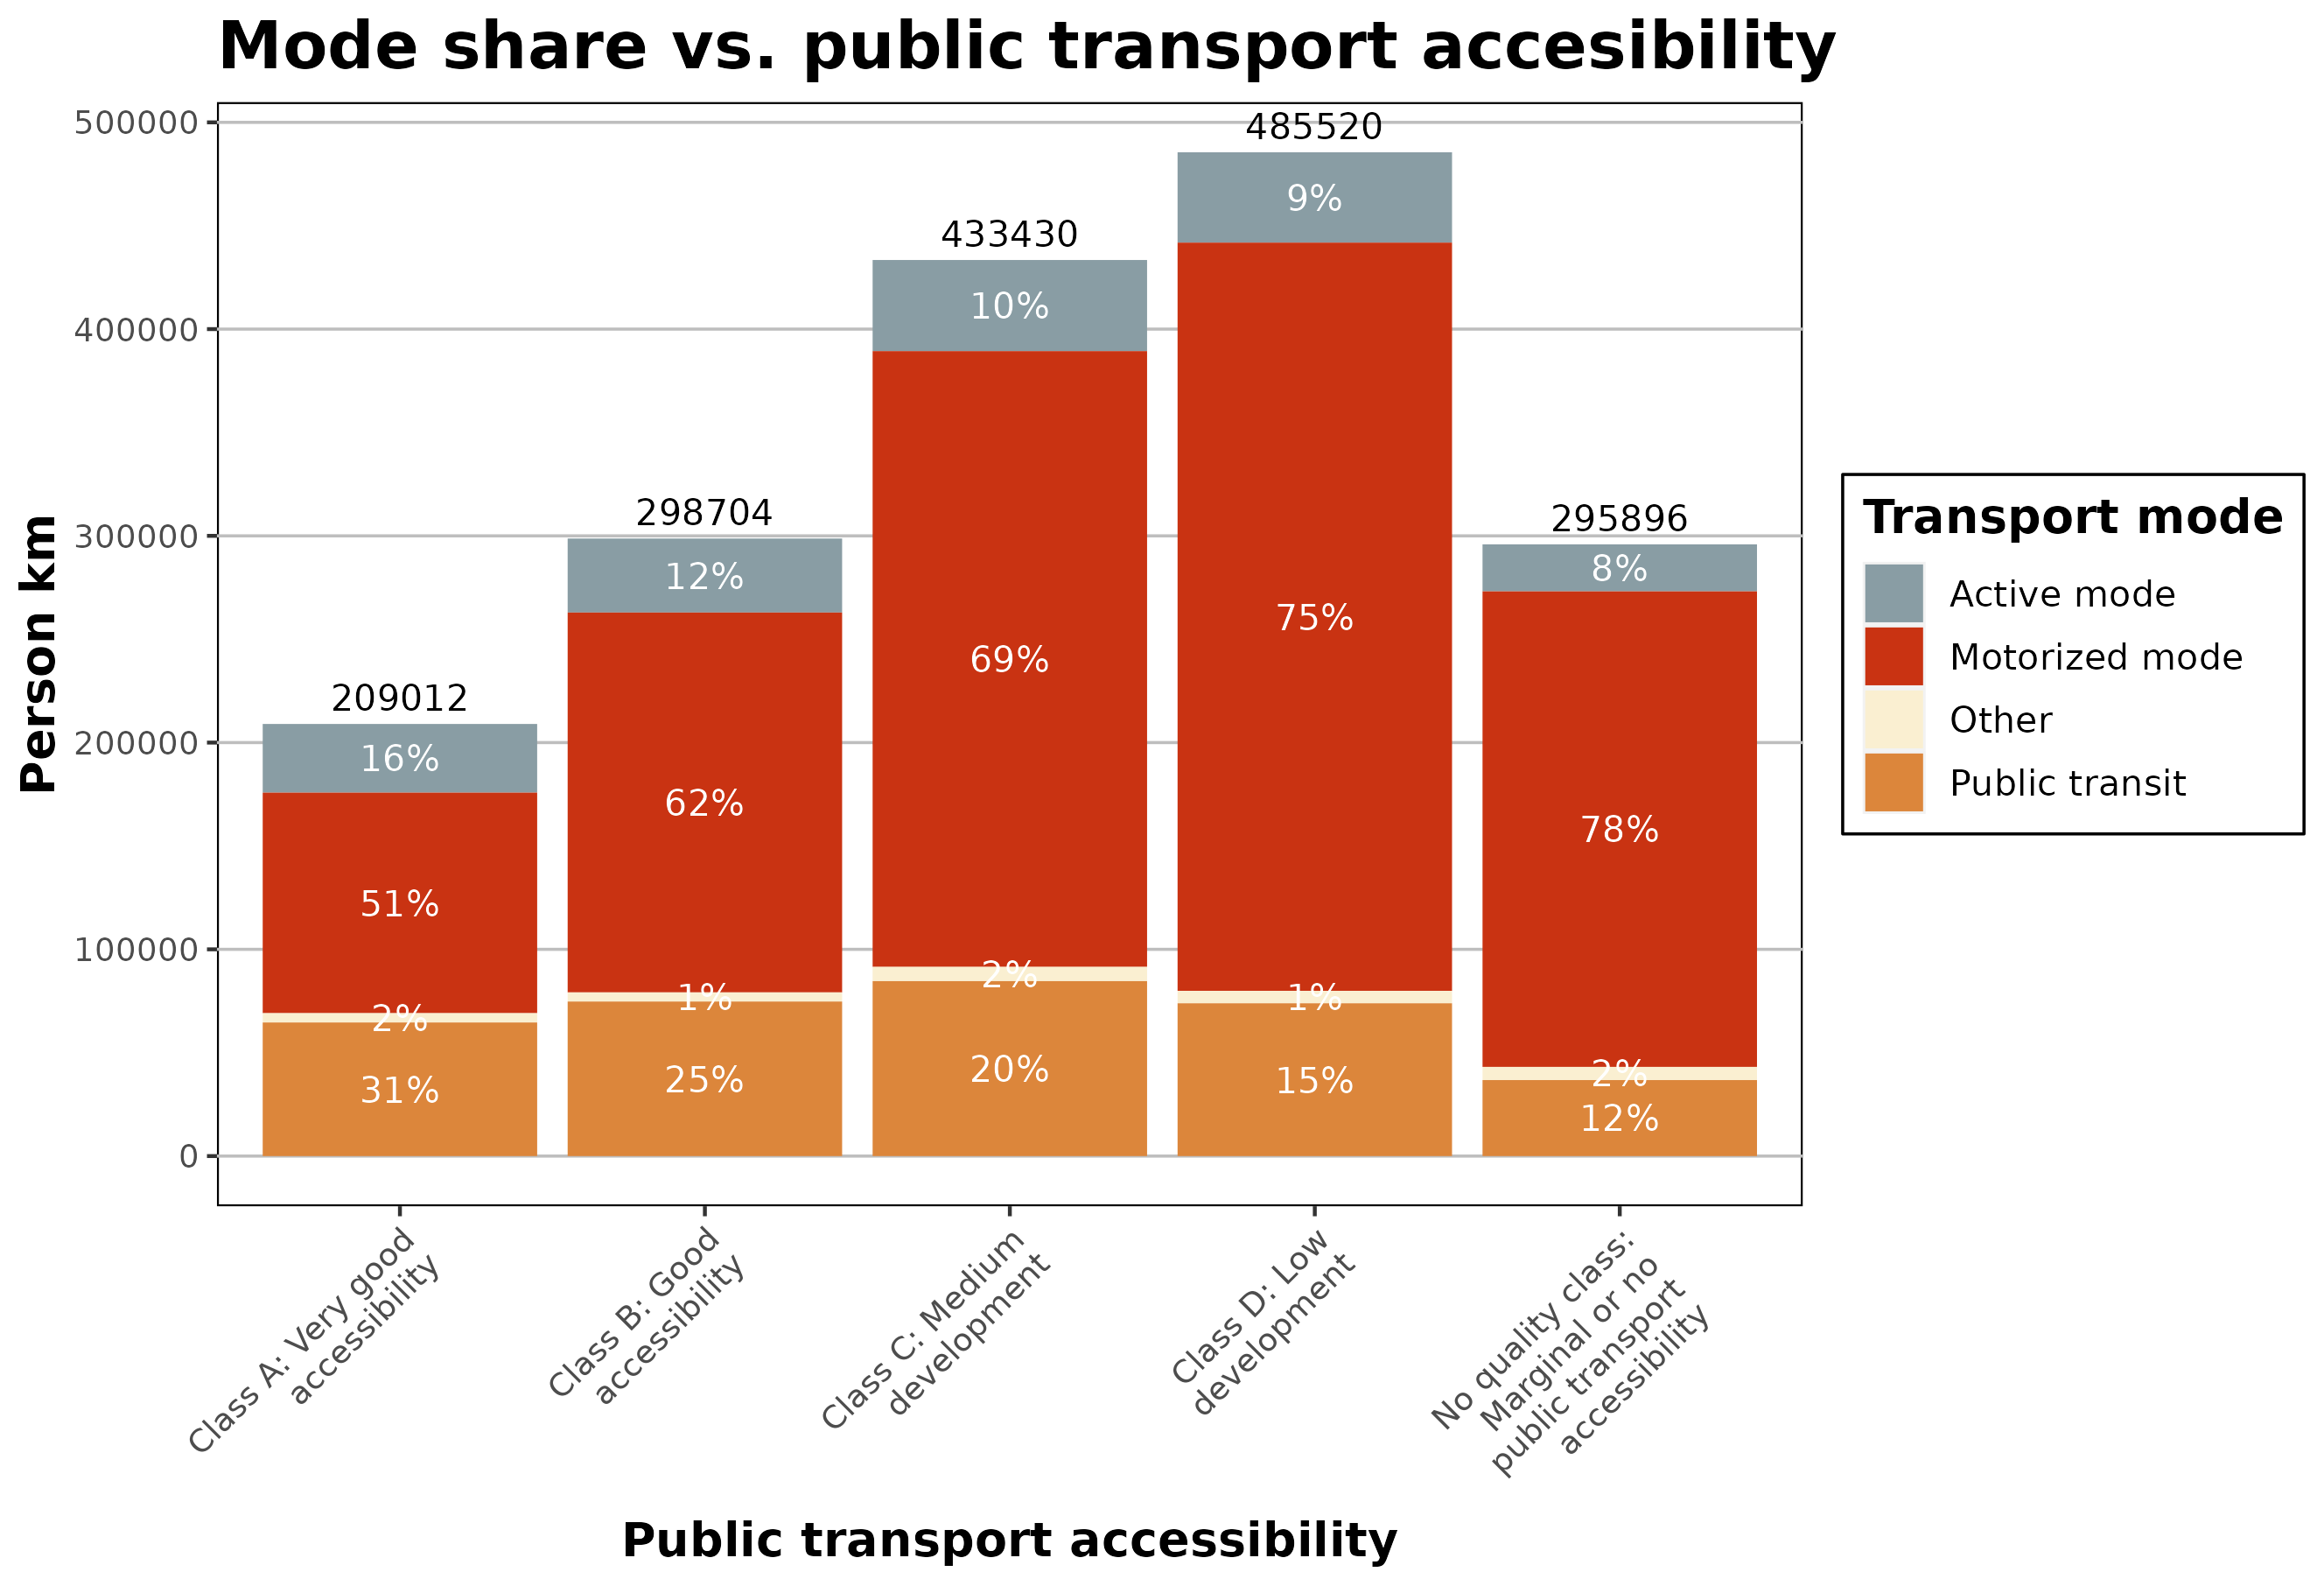 Mode share vs. public transport accesibility
Person km
500000
400000
300000
200000
100000
0
209012
16%
51%
2%
31%
298704
12%
62%
1%
25%
433430
10%
69%
2%
20%
485520
9%
75%
1%
15%
295896
8%
78%
2%
12%
Class A: Very good
accessibility
Class B: Good
accessibility
Class C: Medium
development
Class D: Low
development
No quality class:
Marginal or no
public transport
accessibility
Public transport accessibility
Transport mode
Active mode
Motorized mode
Other
Public transit